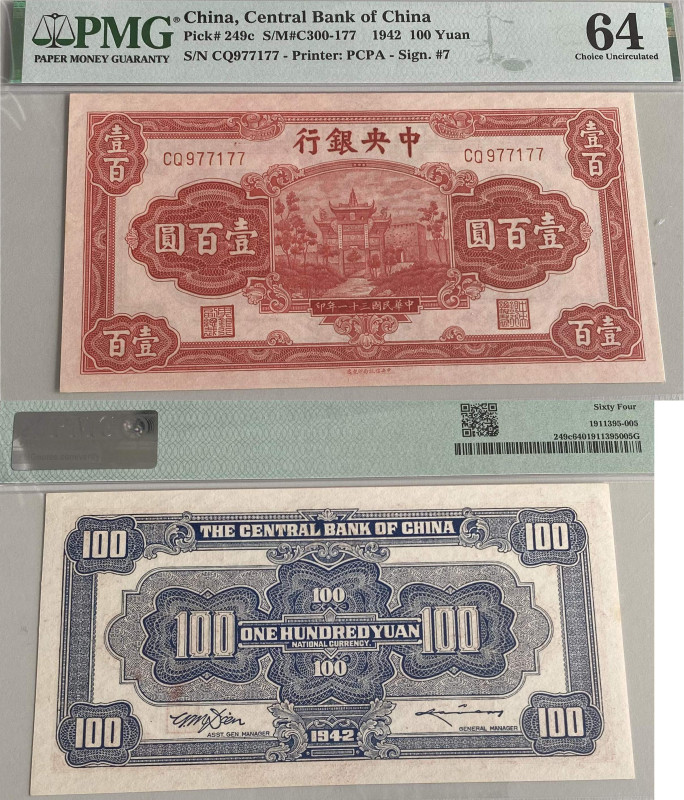 PMG
PAPER MONEY GUARANTY
China, Central Bank of China
Pick# 249c S/M#C300-177 1942 100 Yuan
S/N CQ977177 - Printer: PCPA - Sign. #7
64
Choice Uncirculated
行銀央中
壹百
壹百
CQ977177
CQ977177
圓百壹
圓百壹
印年一十三國民華中
百壹
百壹
Sixty Four
1911395-005
249c6401911395005G
THE CENTRAL BANK OF CHINA
100
100
100
100
100
ONE HUNDRED YUAN
NATIONAL CURRENCY
100
100
100
ASST. GEN. MANAGER
1942
GENERAL MANAGER